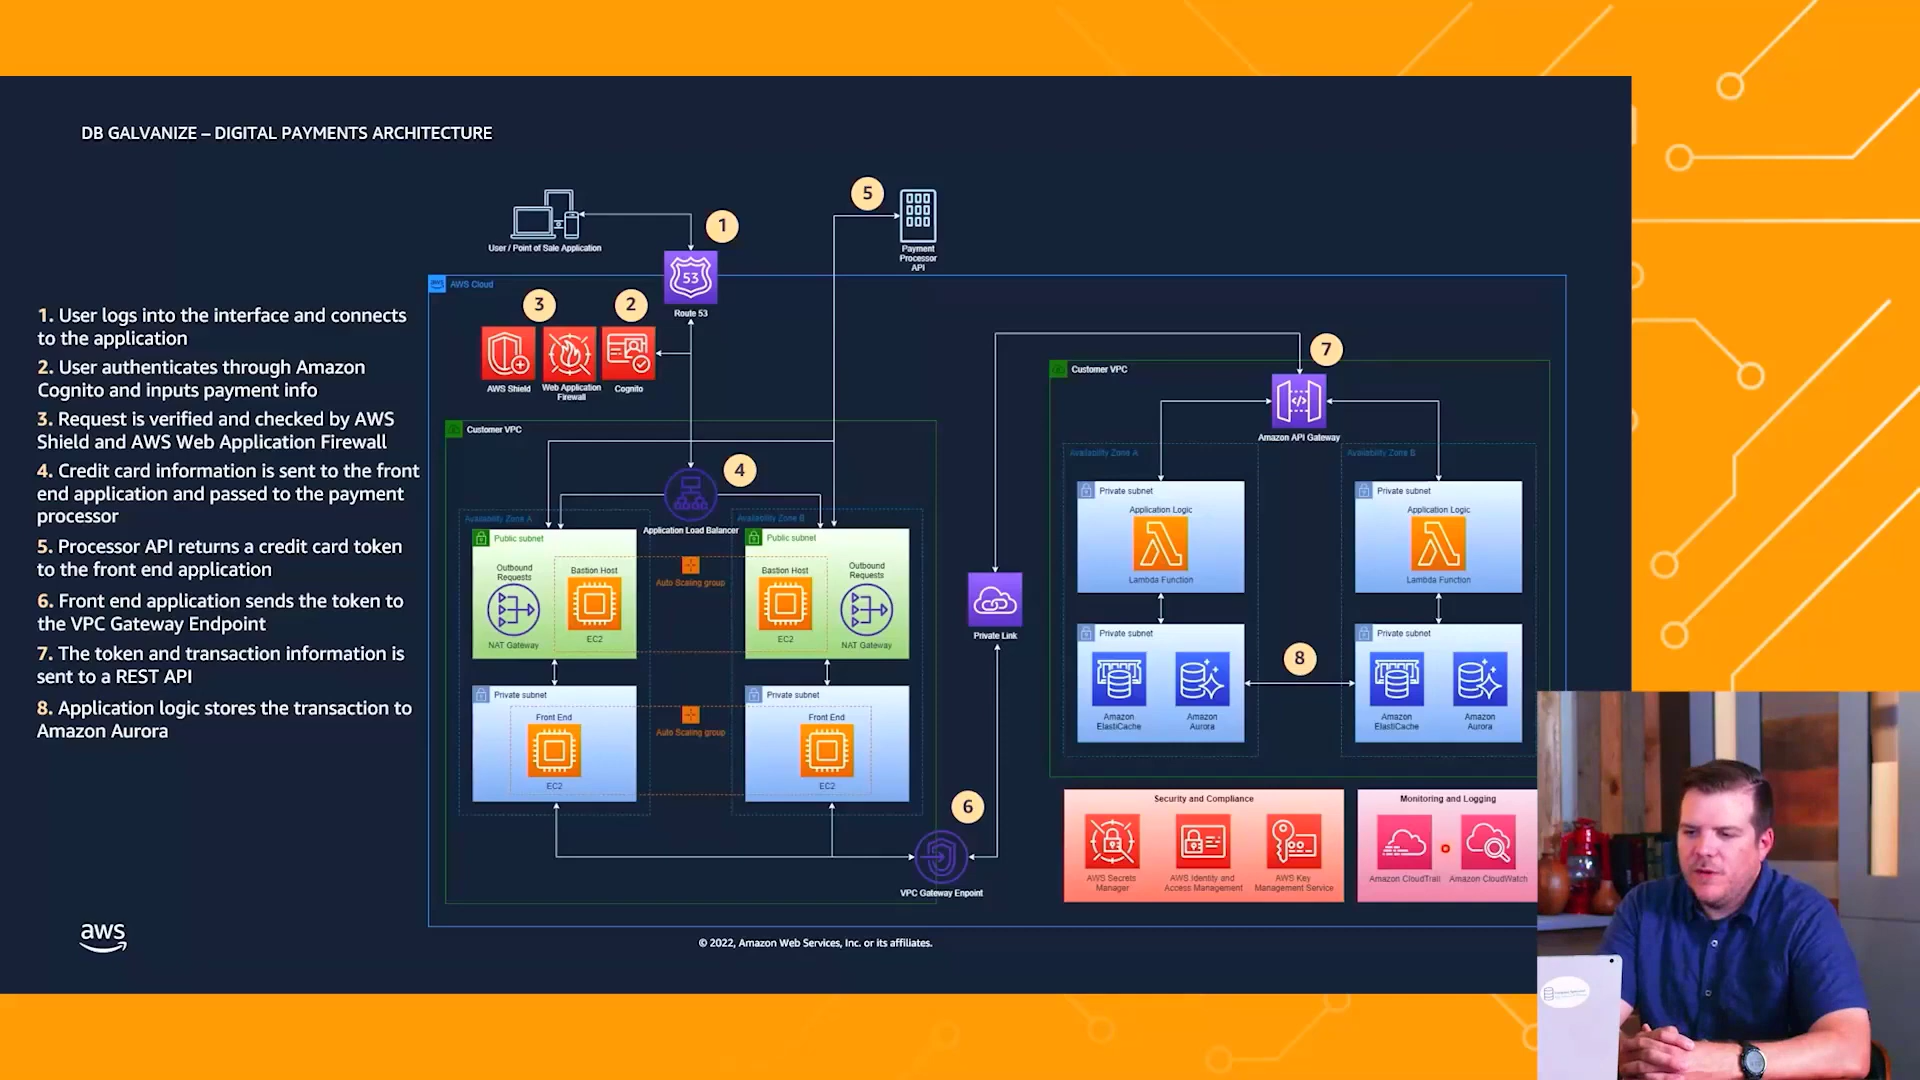 DB GALVANIZE – DIGITAL PAYMENTS ARCHITECTURE
1. User logs into the interface and connects
to the application
2. User authenticates through Amazon
Cognito and inputs payment info
3. Request is verified and checked by AWS
Shield and AWS Web Application Firewall
4. Credit card information is sent to the front
end application and passed to the payment
processor
5. Processor API returns a credit card token
to the front end application
6. Front end application sends the token to
the VPC Gateway Endpoint
7. The token and transaction information is
sent to a REST API
8. Application logic stores the transaction to
Amazon Aurora
aws
User / Point of Sale Application
1
5
Payment
Processor
API
53
Route 53
aws
AWS Cloud
3
2
AWS Shield
Web Application
Firewall
Cognito
Customer VPC
4
Application Load Balancer
Availability Zone A
Availability Zone B
Public subnet
Outbound
Requests
NAT Gateway
Bastion Host
EC2
Auto Scaling group
Public subnet
Bastion Host
EC2
Outbound
Requests
NAT Gateway
Private subnet
Front End
EC2
Auto Scaling group
Private subnet
Front End
EC2
6
VPC Gateway Enpoint
Private Link
7
Customer VPC
Amazon API Gateway
Availability Zone A
Availability Zone B
Private subnet
Application Logic
Lambda Function
Private subnet
Application Logic
Lambda Function
Private subnet
Amazon
ElastiCache
Amazon
Aurora
8
Private subnet
Amazon
ElastiCache
Amazon
Aurora
Security and Compliance
AWS Secrets
Manager
AWS Identity and
Access Management
AWS Key
Management Service
Monitoring and Logging
Amazon CloudTrail
Amazon CloudWatch
© 2022, Amazon Web Services, Inc. or its affiliates.